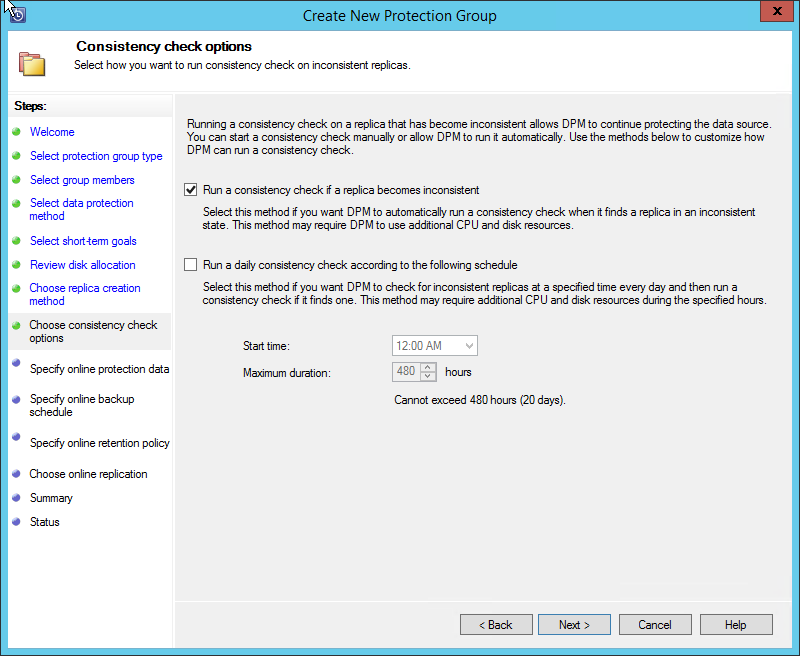 Create New Protection Group
x
Consistency check options
Select how you want to run consistency check on inconsistent replicas.
Steps:
Welcome
Select protection group type
Select group members
Select data protection
method
Select short-term goals
Review disk allocation
Choose replica creation
method
Choose consistency check
options
Specify online protection data
Specify online backup
schedule
Specify online retention policy
Choose online replication
Summary
Status
Running a consistency check on a replica that has become inconsistent allows DPM to continue protecting the data source.
You can start a consistency check manually or allow DPM to run it automatically. Use the methods below to customize how
DPM can run a consistency check.
Run a consistency check if a replica becomes inconsistent
Select this method if you want DPM to automatically run a consistency check when it finds a replica in an inconsistent
state. This method may require DPM to use additional CPU and disk resources.
Run a daily consistency check according to the following schedule
Select this method if you want DPM to check for inconsistent replicas at a specified time every day and then run a
consistency check if it finds one. This method may require additional CPU and disk resources during the specified hours.
Start time: 12:00 AM
Maximum duration: 480 hours
Cannot exceed 480 hours (20 days).
< Back Next > Cancel Help